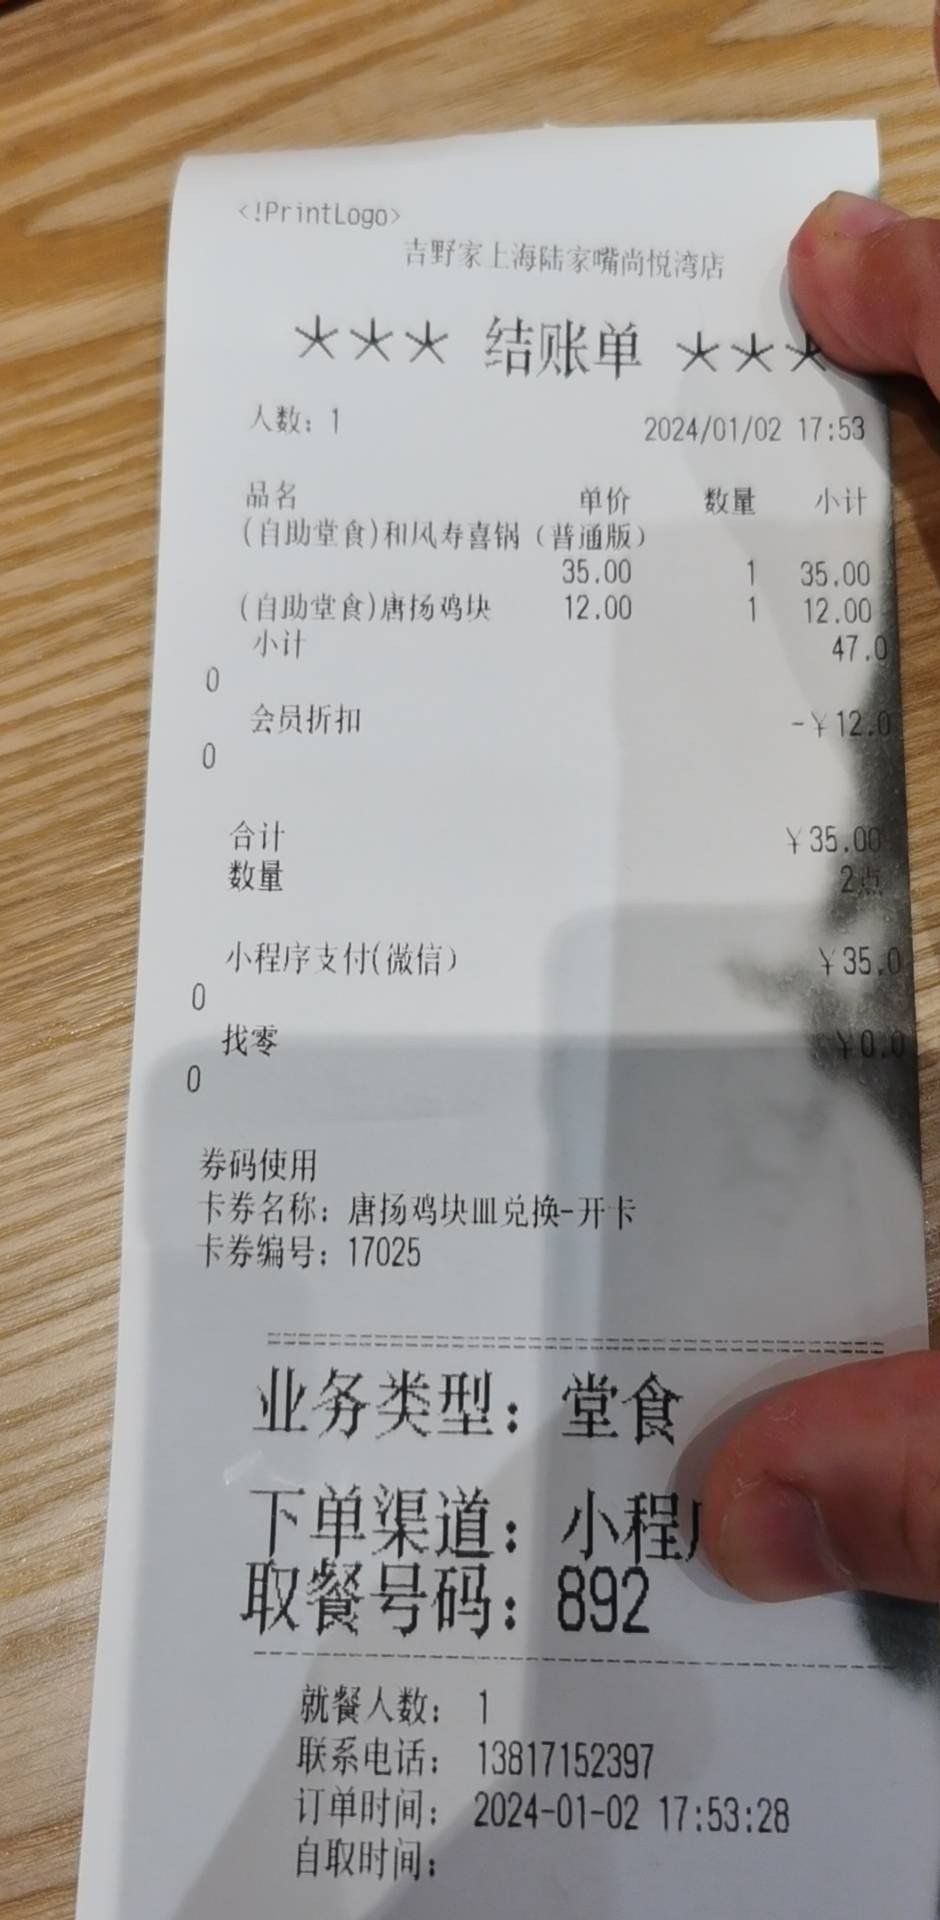 <!PrintLogo>
吉野家上海陆家嘴尚悦湾店
*** 结账单 ***
人数：1 2024/01/02 17:53
品名 单价 数量 小计
(自助堂食)和风寿喜锅（普通版）
35.00 1 35.00
(自助堂食)唐扬鸡块 12.00 1 12.00
小计 47.0
0
会员折扣 -￥12.0
0
合计 ￥35.00
数量 2点
小程序支付(微信） ￥35.0
0
找零 ￥0.0
0
券码使用
卡券名称：唐扬鸡块皿兑换-开卡
卡券编号：17025
业务类型：堂食
下单渠道：小程
取餐号码：892
就餐人数： 1
联系电话： 13817152397
订单时间： 2024-01-02 17:53:28
自取时间：